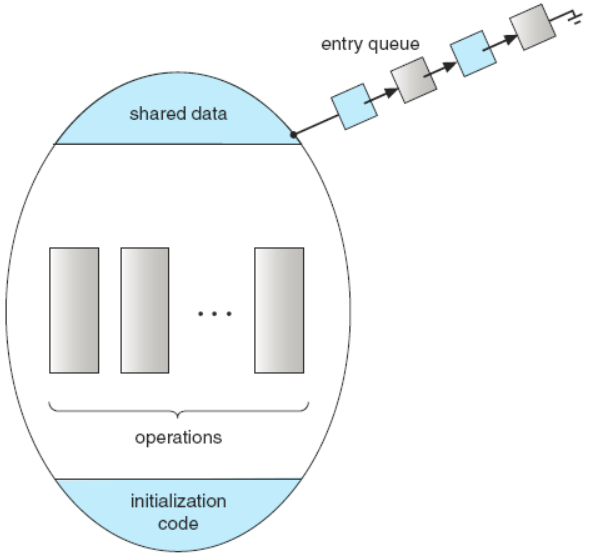 entry queue
shared data
. . .
operations
initialization
code